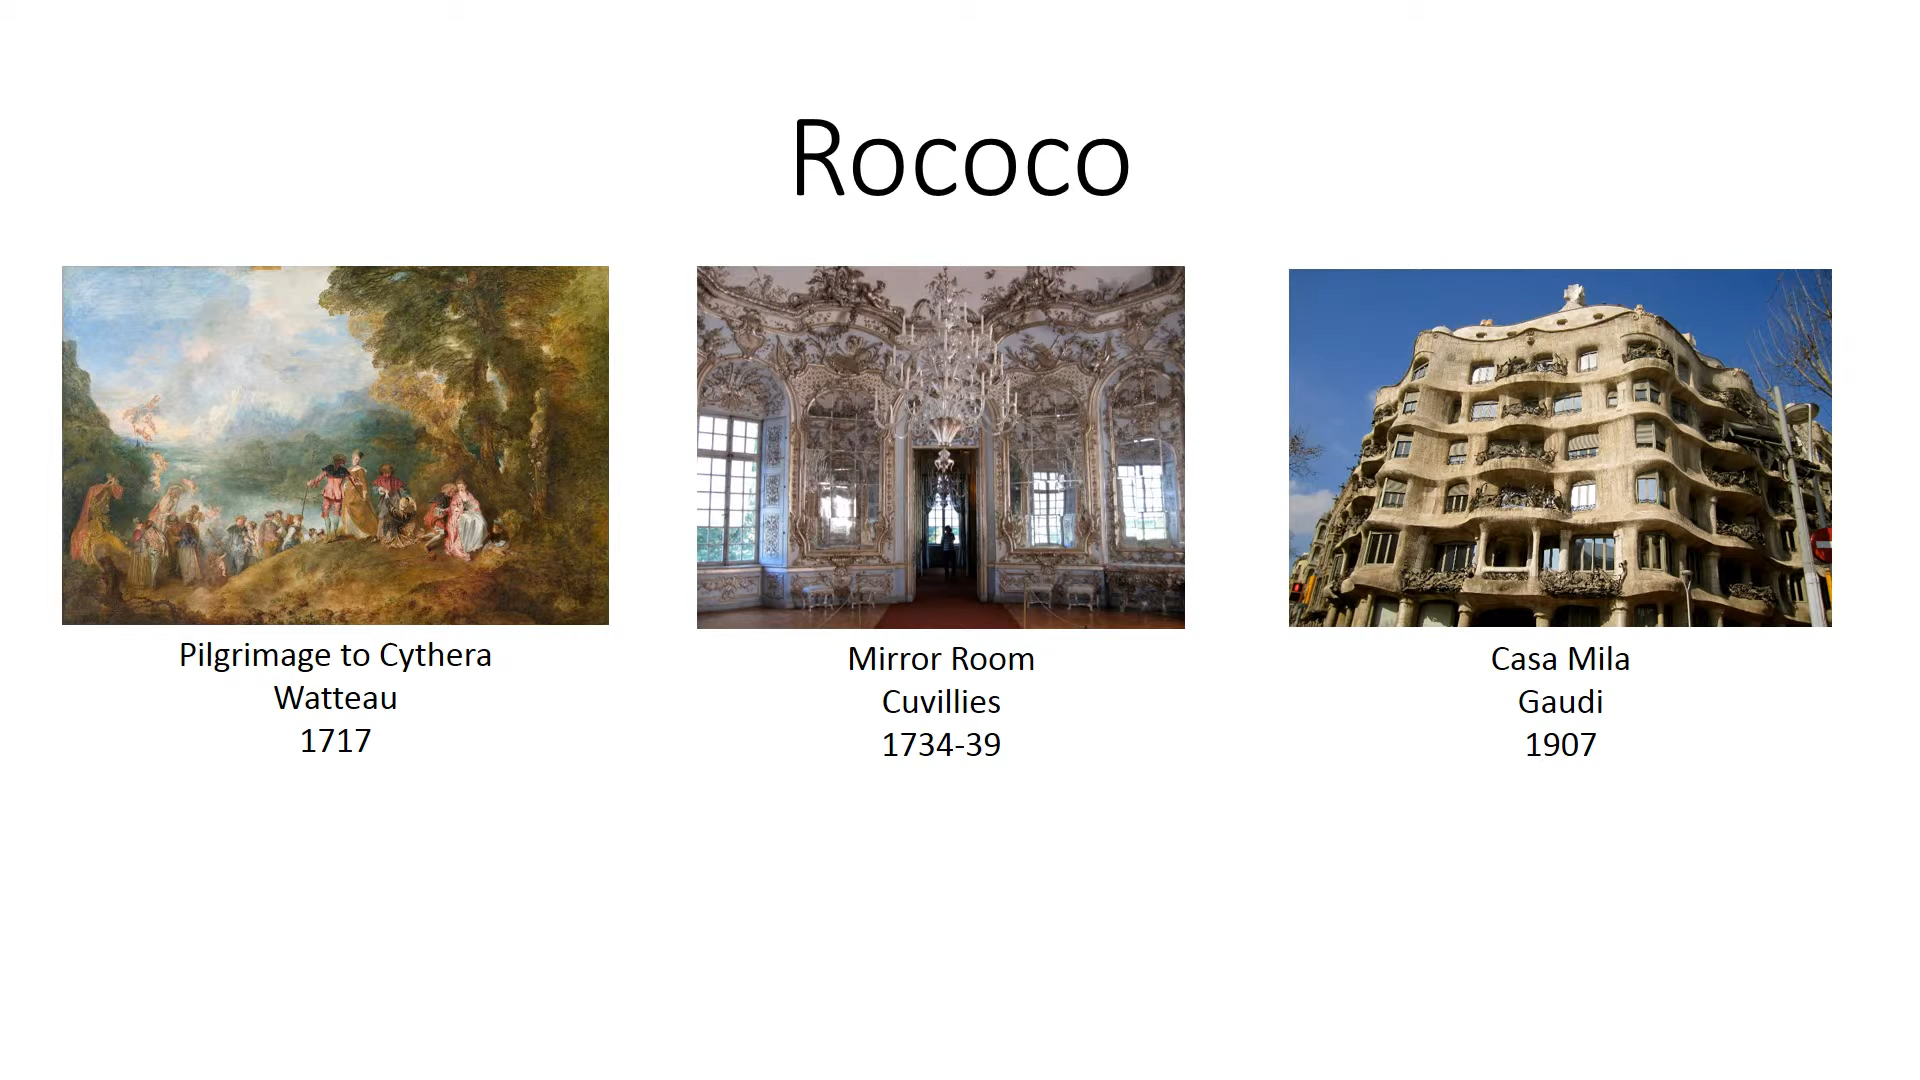 Rococo
Pilgrimage to Cythera
Watteau
1717
Mirror Room
Cuvillies
1734-39
Casa Mila
Gaudi
1907